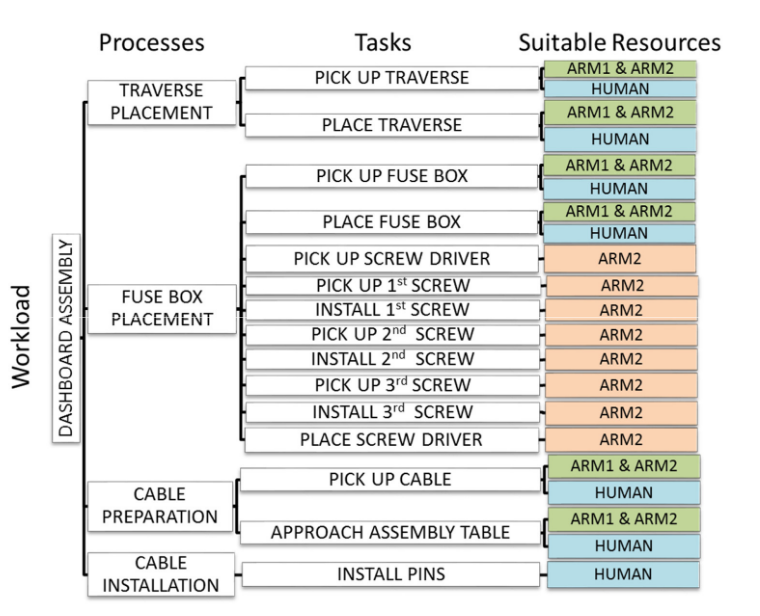 Processes Tasks Suitable Resources
Workload
DASHBOARD ASSEMBLY
TRAVERSE
PLACEMENT
PICK UP TRAVERSE
ARM1 & ARM2
HUMAN
PLACE TRAVERSE
ARM1 & ARM2
HUMAN
FUSE BOX
PLACEMENT
PICK UP FUSE BOX
ARM1 & ARM2
HUMAN
PLACE FUSE BOX
ARM1 & ARM2
HUMAN
PICK UP SCREW DRIVER
ARM2
PICK UP 1st SCREW
ARM2
INSTALL 1st SCREW
ARM2
PICK UP 2nd SCREW
ARM2
INSTALL 2nd SCREW
ARM2
PICK UP 3rd SCREW
ARM2
INSTALL 3rd SCREW
ARM2
PLACE SCREW DRIVER
ARM2
CABLE
PREPARATION
PICK UP CABLE
ARM1 & ARM2
HUMAN
APPROACH ASSEMBLY TABLE
ARM1 & ARM2
HUMAN
CABLE
INSTALLATION
INSTALL PINS
HUMAN